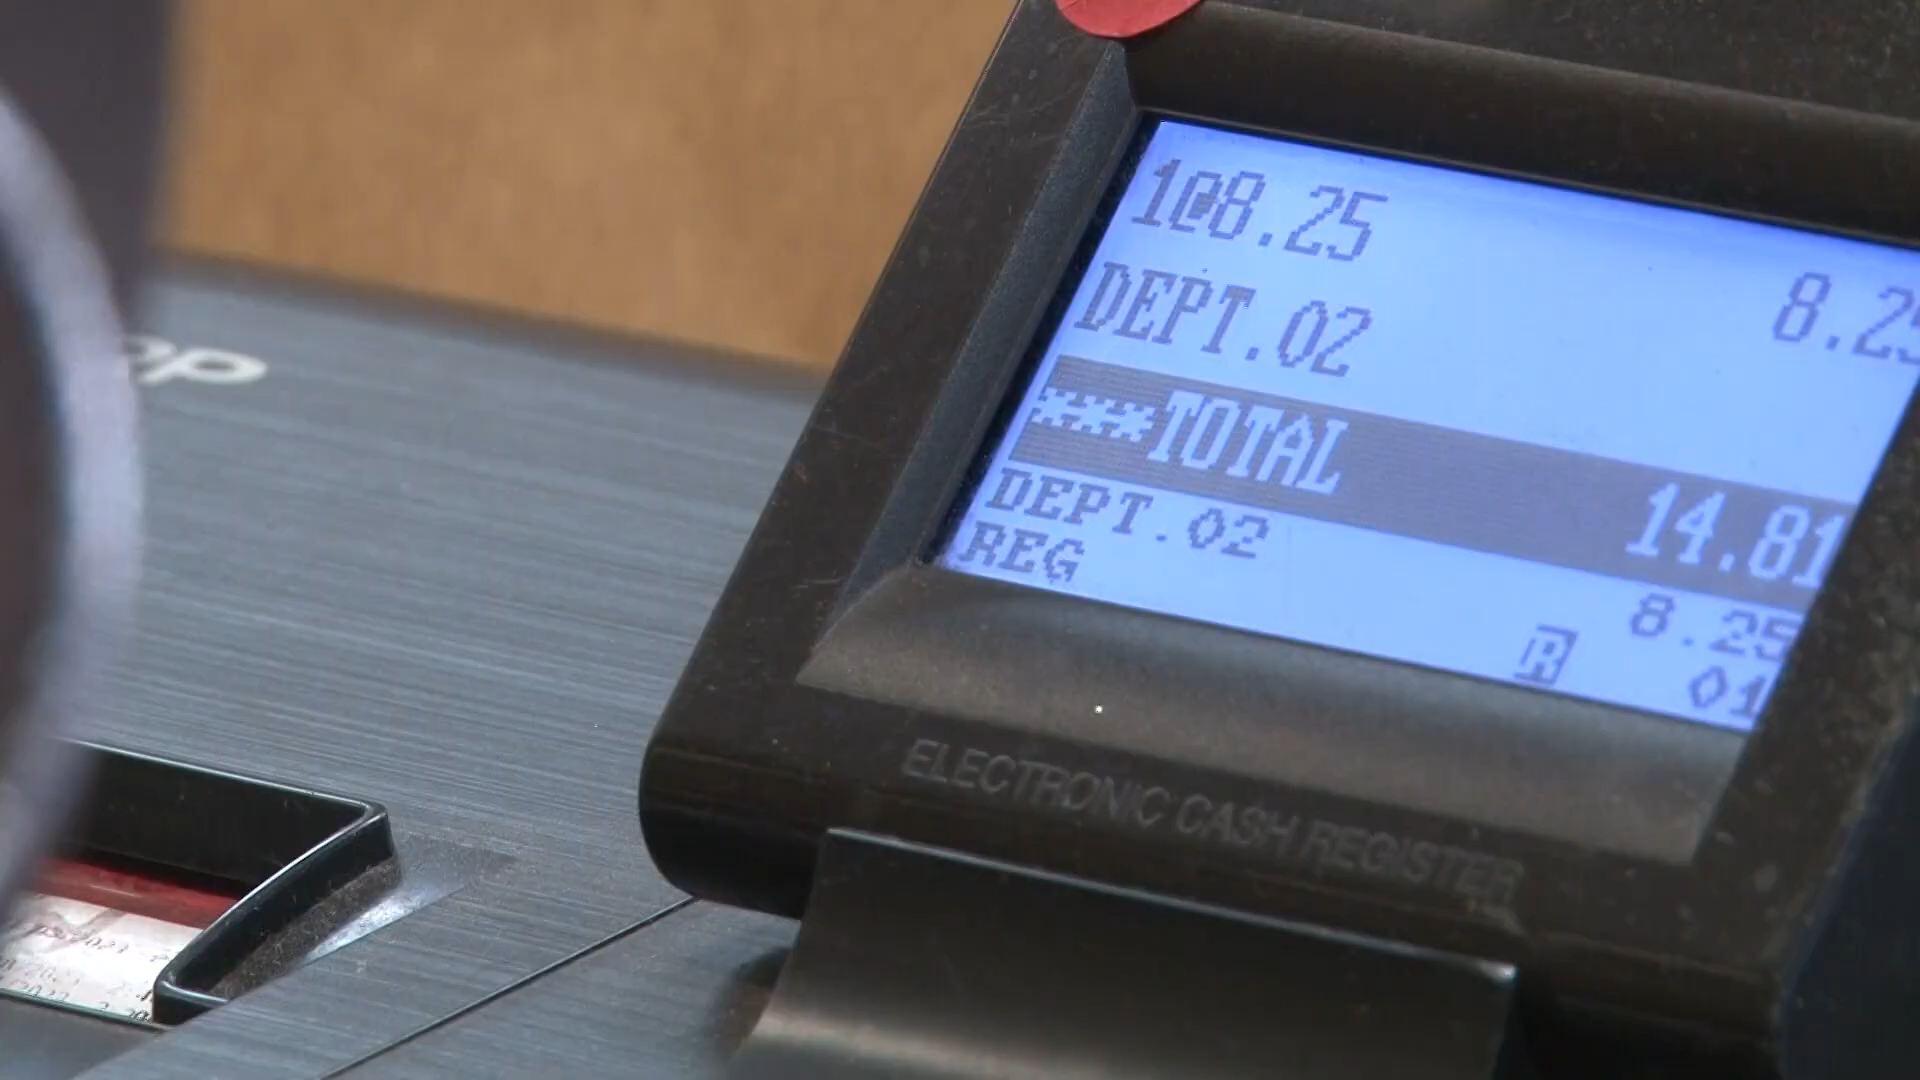 1@8.25
8.25
DEPT.02
***TOTAL
14.81
DEPT.02
8.25
REG
R 01
ELECTRONIC CASH REGISTER
op